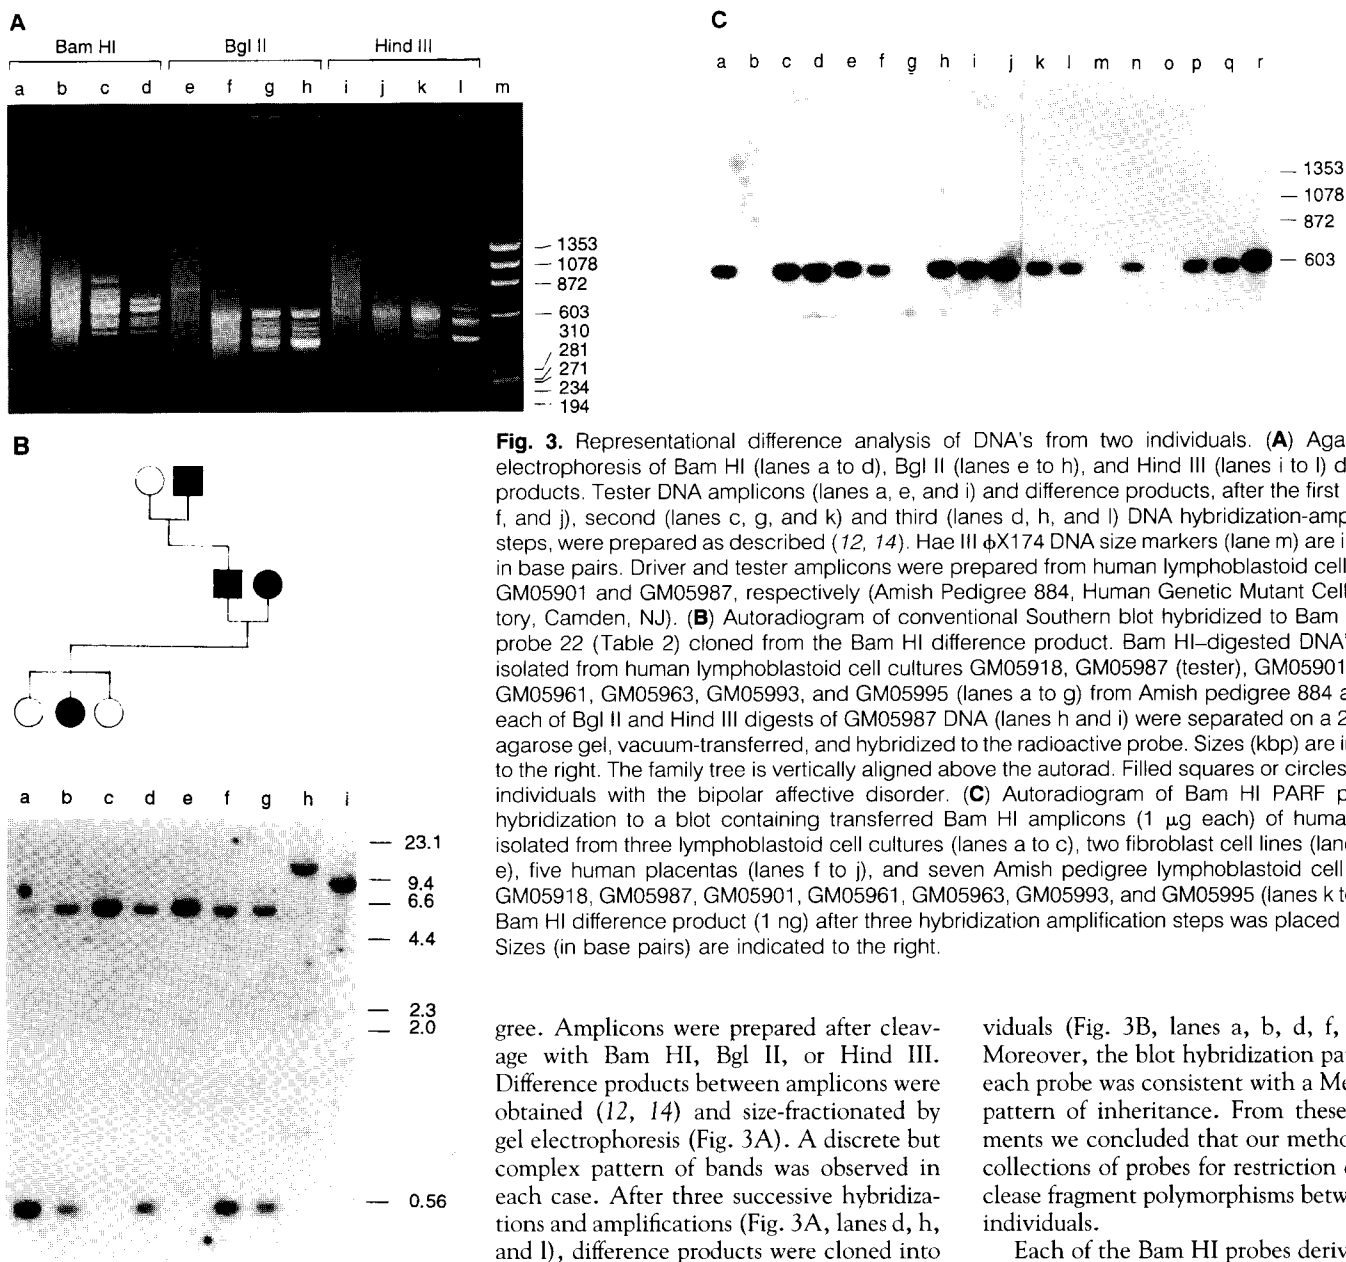 A
Bam HI Bgl II Hind III
a b c d e f g h i j k l m
1353
1078
872
603
310
281
271
234
194
C
a b c d e f g h i j k l m n o p q r
1353
1078
872
603
B
a b c d e f g h i
23.1
9.4
6.6
4.4
2.3
2.0
0.56
Fig. 3. Representational difference analysis of DNA's from two individuals. (A) Aga
electrophoresis of Bam HI (lanes a to d), Bgl II (lanes e to h), and Hind III (lanes i to l) d
products. Tester DNA amplicons (lanes a, e, and i) and difference products, after the first
f, and j), second (lanes c, g, and k) and third (lanes d, h, and l) DNA hybridization-amp
steps, were prepared as described (12, 14). Hae III ϕX174 DNA size markers (lane m) are i
in base pairs. Driver and tester amplicons were prepared from human lymphoblastoid cell
GM05901 and GM05987, respectively (Amish Pedigree 884, Human Genetic Mutant Cell
tory, Camden, NJ). (B) Autoradiogram of conventional Southern blot hybridized to Bam
probe 22 (Table 2) cloned from the Bam HI difference product. Bam HI–digested DNA'
isolated from human lymphoblastoid cell cultures GM05918, GM05987 (tester), GM05901
GM05961, GM05963, GM05993, and GM05995 (lanes a to g) from Amish pedigree 884 a
each of Bgl II and Hind III digests of GM05987 DNA (lanes h and i) were separated on a 2
agarose gel, vacuum-transferred, and hybridized to the radioactive probe. Sizes (kbp) are i
to the right. The family tree is vertically aligned above the autorad. Filled squares or circles
individuals with the bipolar affective disorder. (C) Autoradiogram of Bam HI PARF p
hybridization to a blot containing transferred Bam HI amplicons (1 μg each) of huma
isolated from three lymphoblastoid cell cultures (lanes a to c), two fibroblast cell lines (lane
e), five human placentas (lanes f to j), and seven Amish pedigree lymphoblastoid cell
GM05918, GM05987, GM05901, GM05961, GM05963, GM05993, and GM05995 (lanes k t
Bam HI difference product (1 ng) after three hybridization amplification steps was placed
Sizes (in base pairs) are indicated to the right.
gree. Amplicons were prepared after cleav-
age with Bam HI, Bgl II, or Hind III.
Difference products between amplicons were
obtained (12, 14) and size-fractionated by
gel electrophoresis (Fig. 3A). A discrete but
complex pattern of bands was observed in
each case. After three successive hybridiza-
tions and amplifications (Fig. 3A, lanes d, h,
and l), difference products were cloned into
viduals (Fig. 3B, lanes a, b, d, f,
Moreover, the blot hybridization pa
each probe was consistent with a Me
pattern of inheritance. From these
ments we concluded that our metho
collections of probes for restriction
clease fragment polymorphisms betw
individuals.
Each of the Bam HI probes deriv